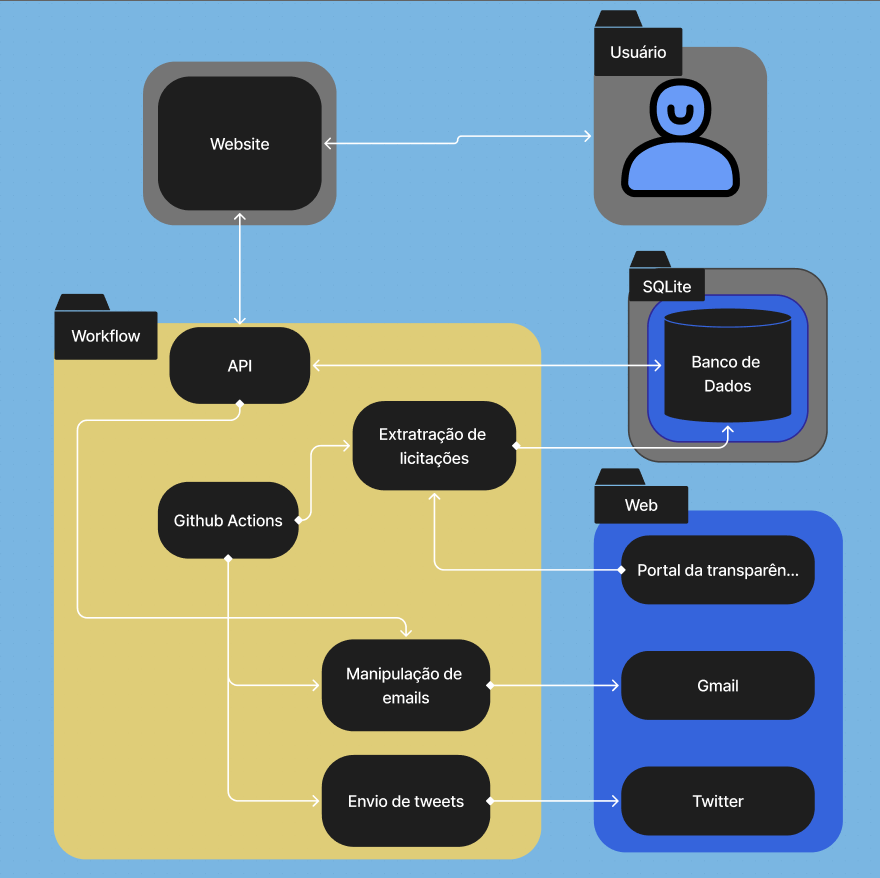 Usuário
Website
SQLite
Workflow
API
Banco de
Dados
Extratração de
licitações
Web
Github Actions
Portal da transparên...
Manipulação de
emails
Gmail
Envio de tweets
Twitter